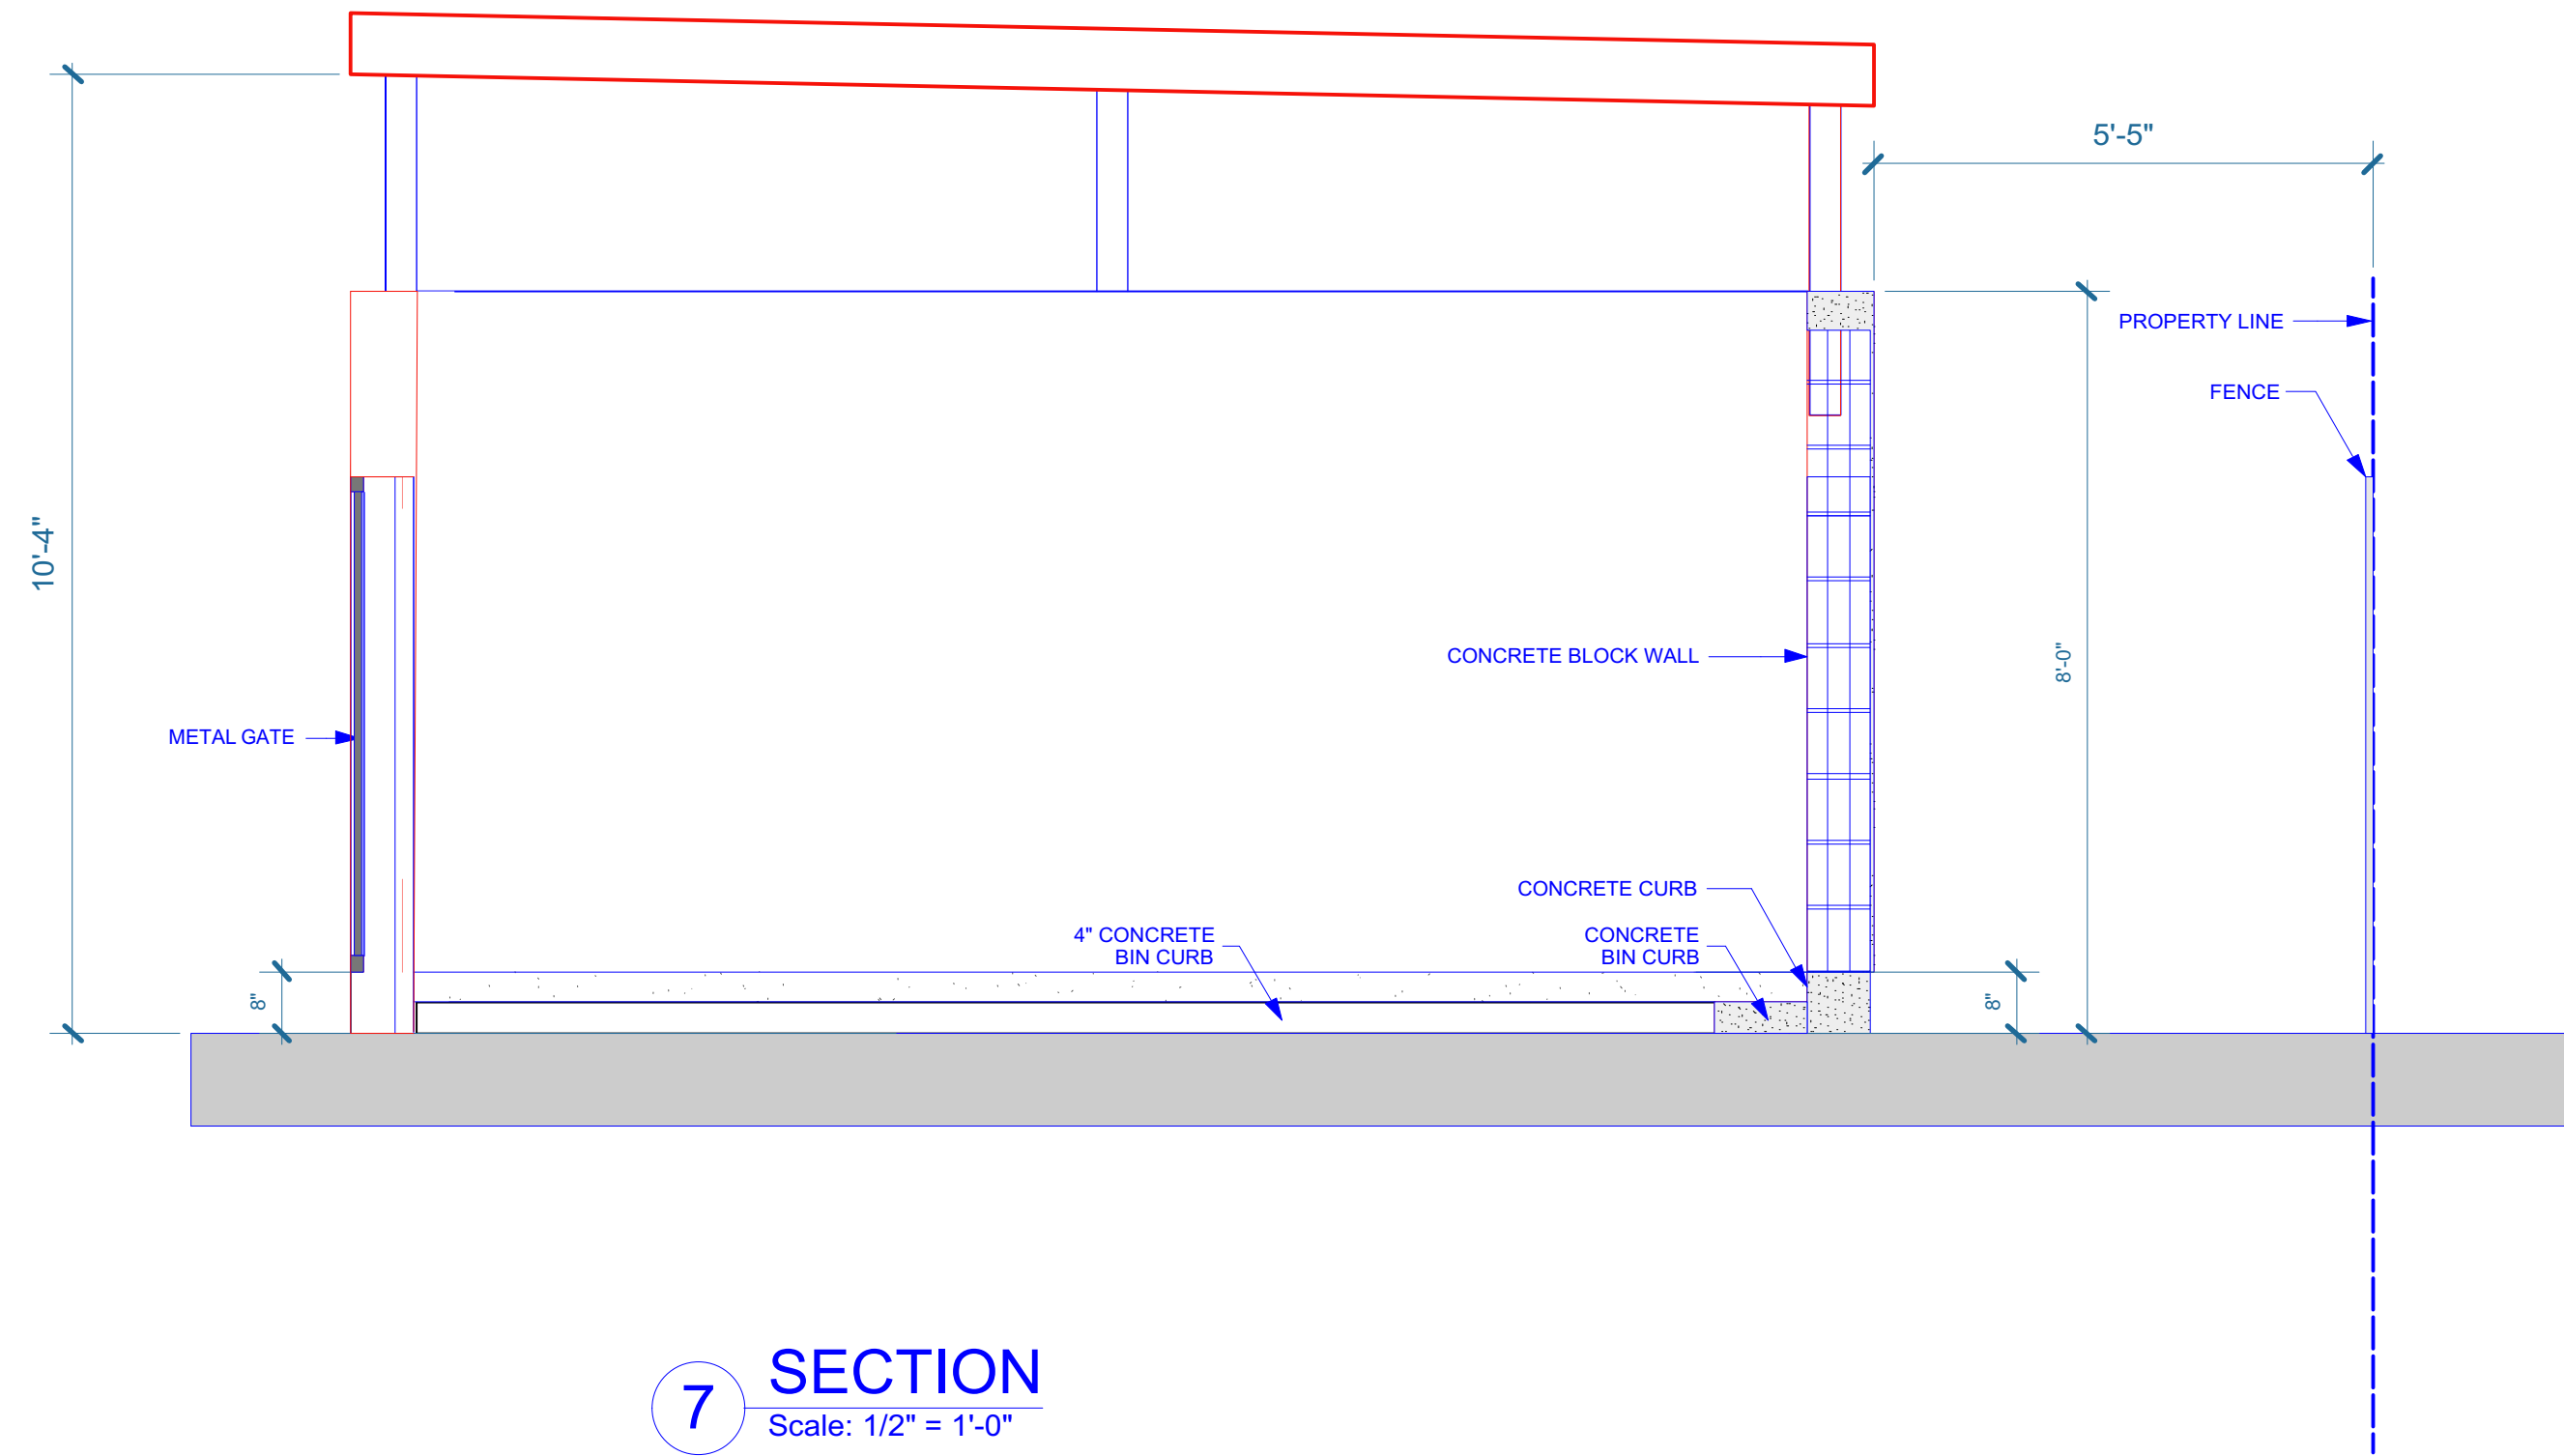 5'-5"
PROPERTY LINE
FENCE
10'-4"
8'-0"
CONCRETE BLOCK WALL
METAL GATE
CONCRETE CURB
4" CONCRETE
BIN CURB
CONCRETE
BIN CURB
8"
8"
7
SECTION
Scale: 1/2" = 1'-0"